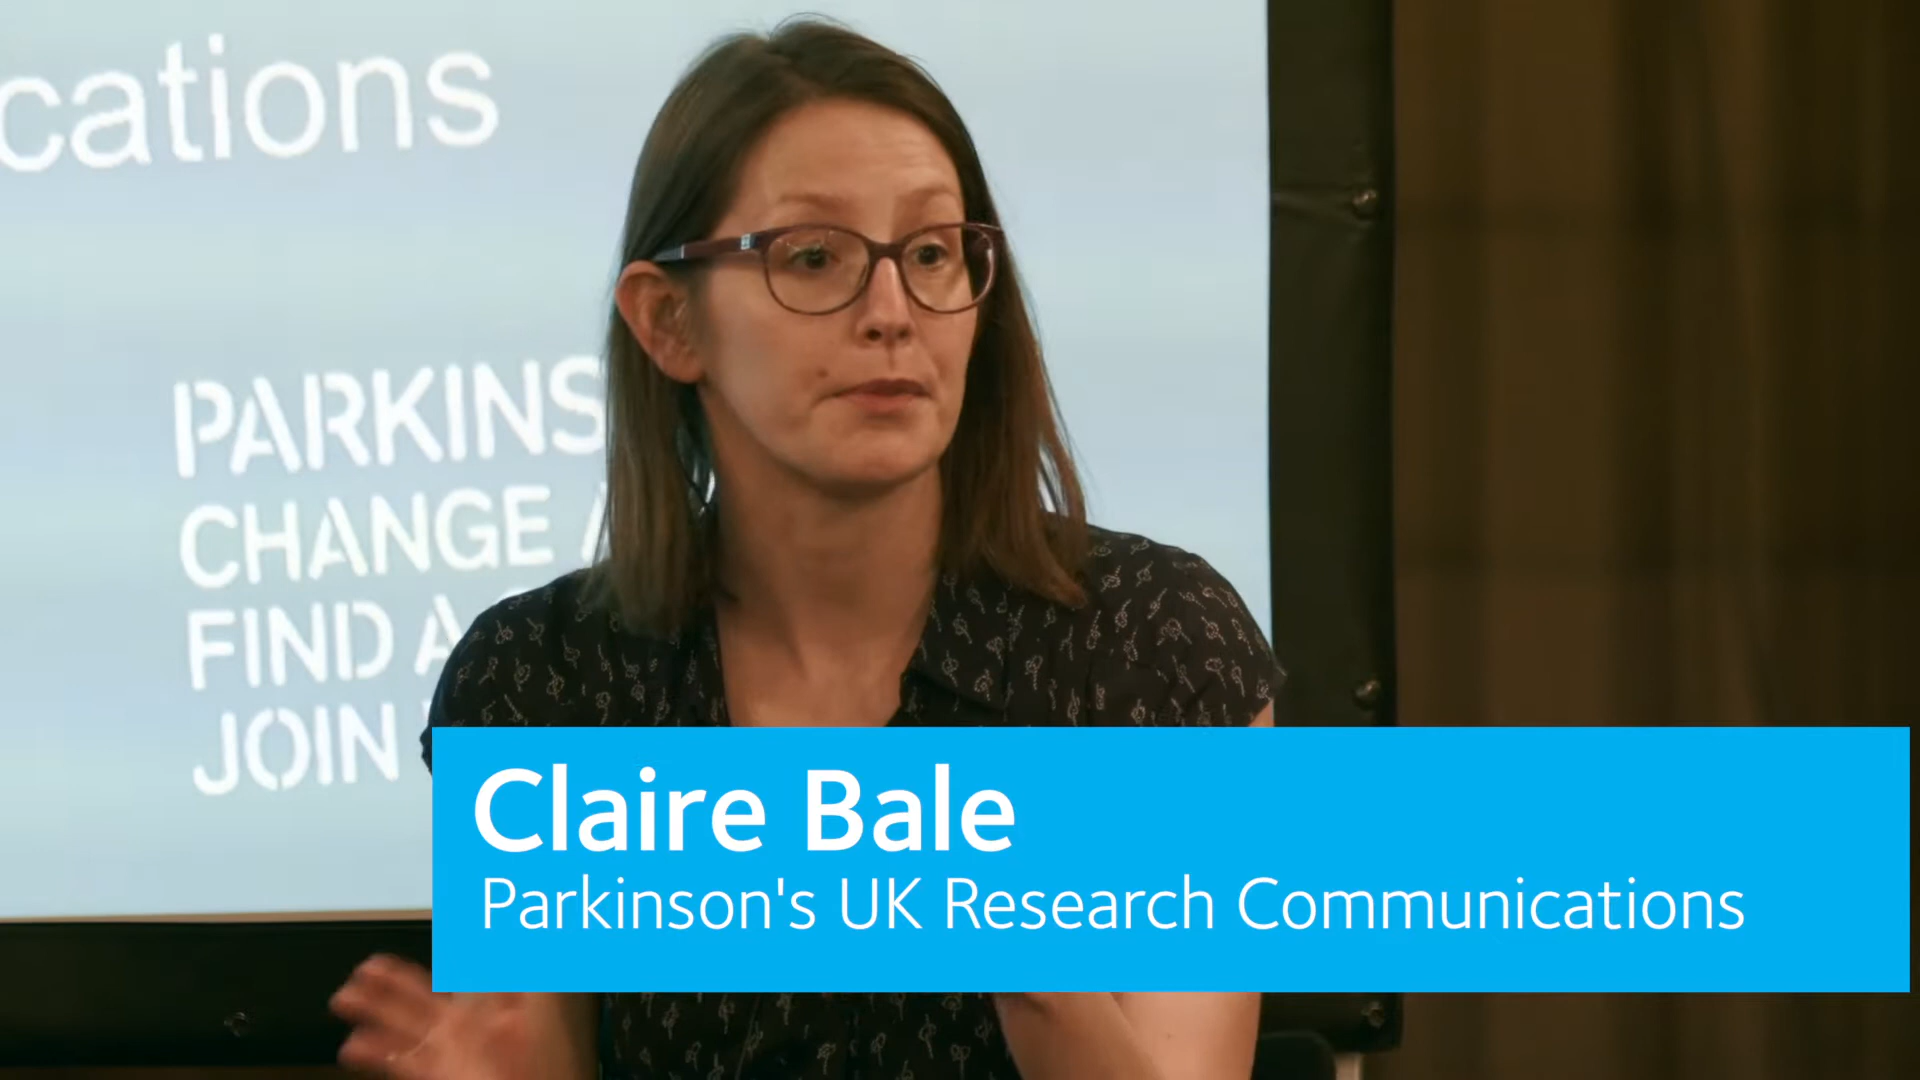 cations
PARKINS
CHANGE A
FIND A
JOIN
Claire Bale
Parkinson's UK Research Communications